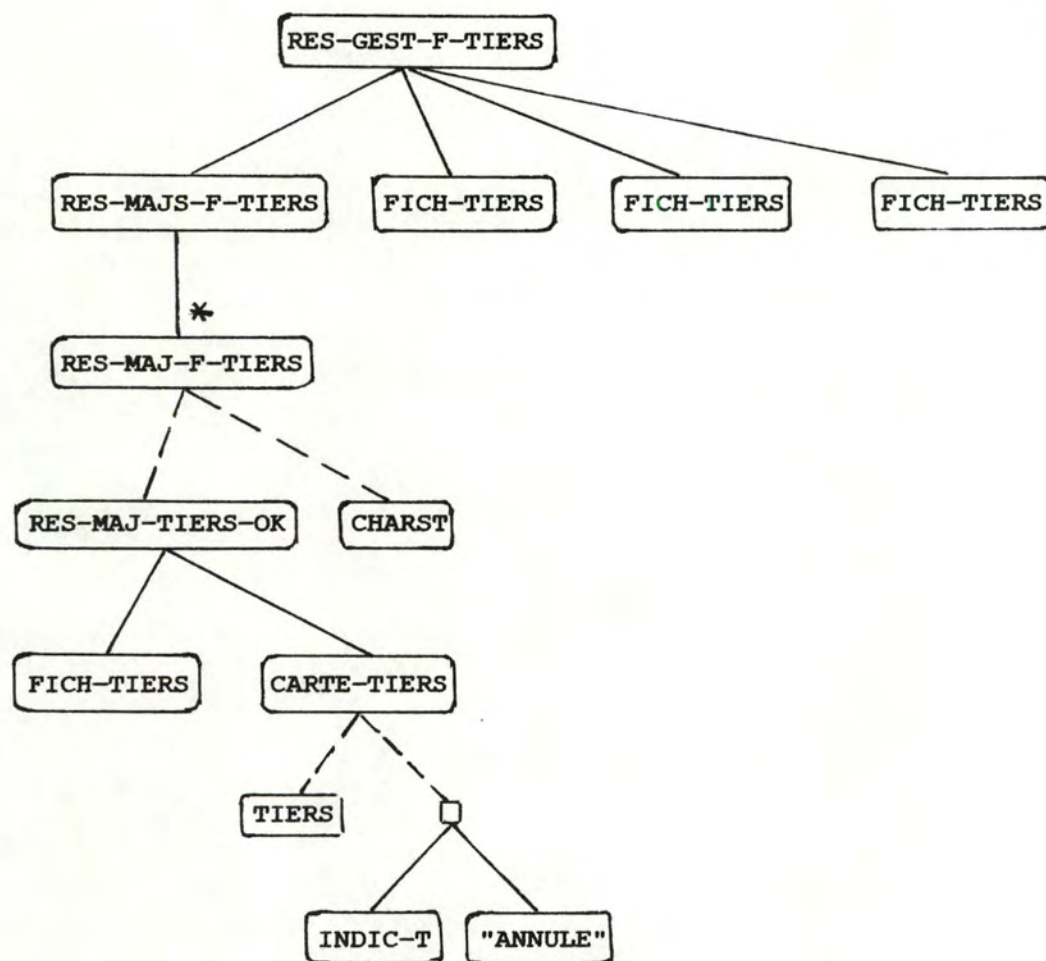 RES-GEST-F-TIERS
RES-MAJS-F-TIERS FICH-TIERS FICH-TIERS FICH-TIERS
*
RES-MAJ-F-TIERS
RES-MAJ-TIERS-OK CHARST
FICH-TIERS CARTE-TIERS
TIERS
INDIC-T "ANNULE"